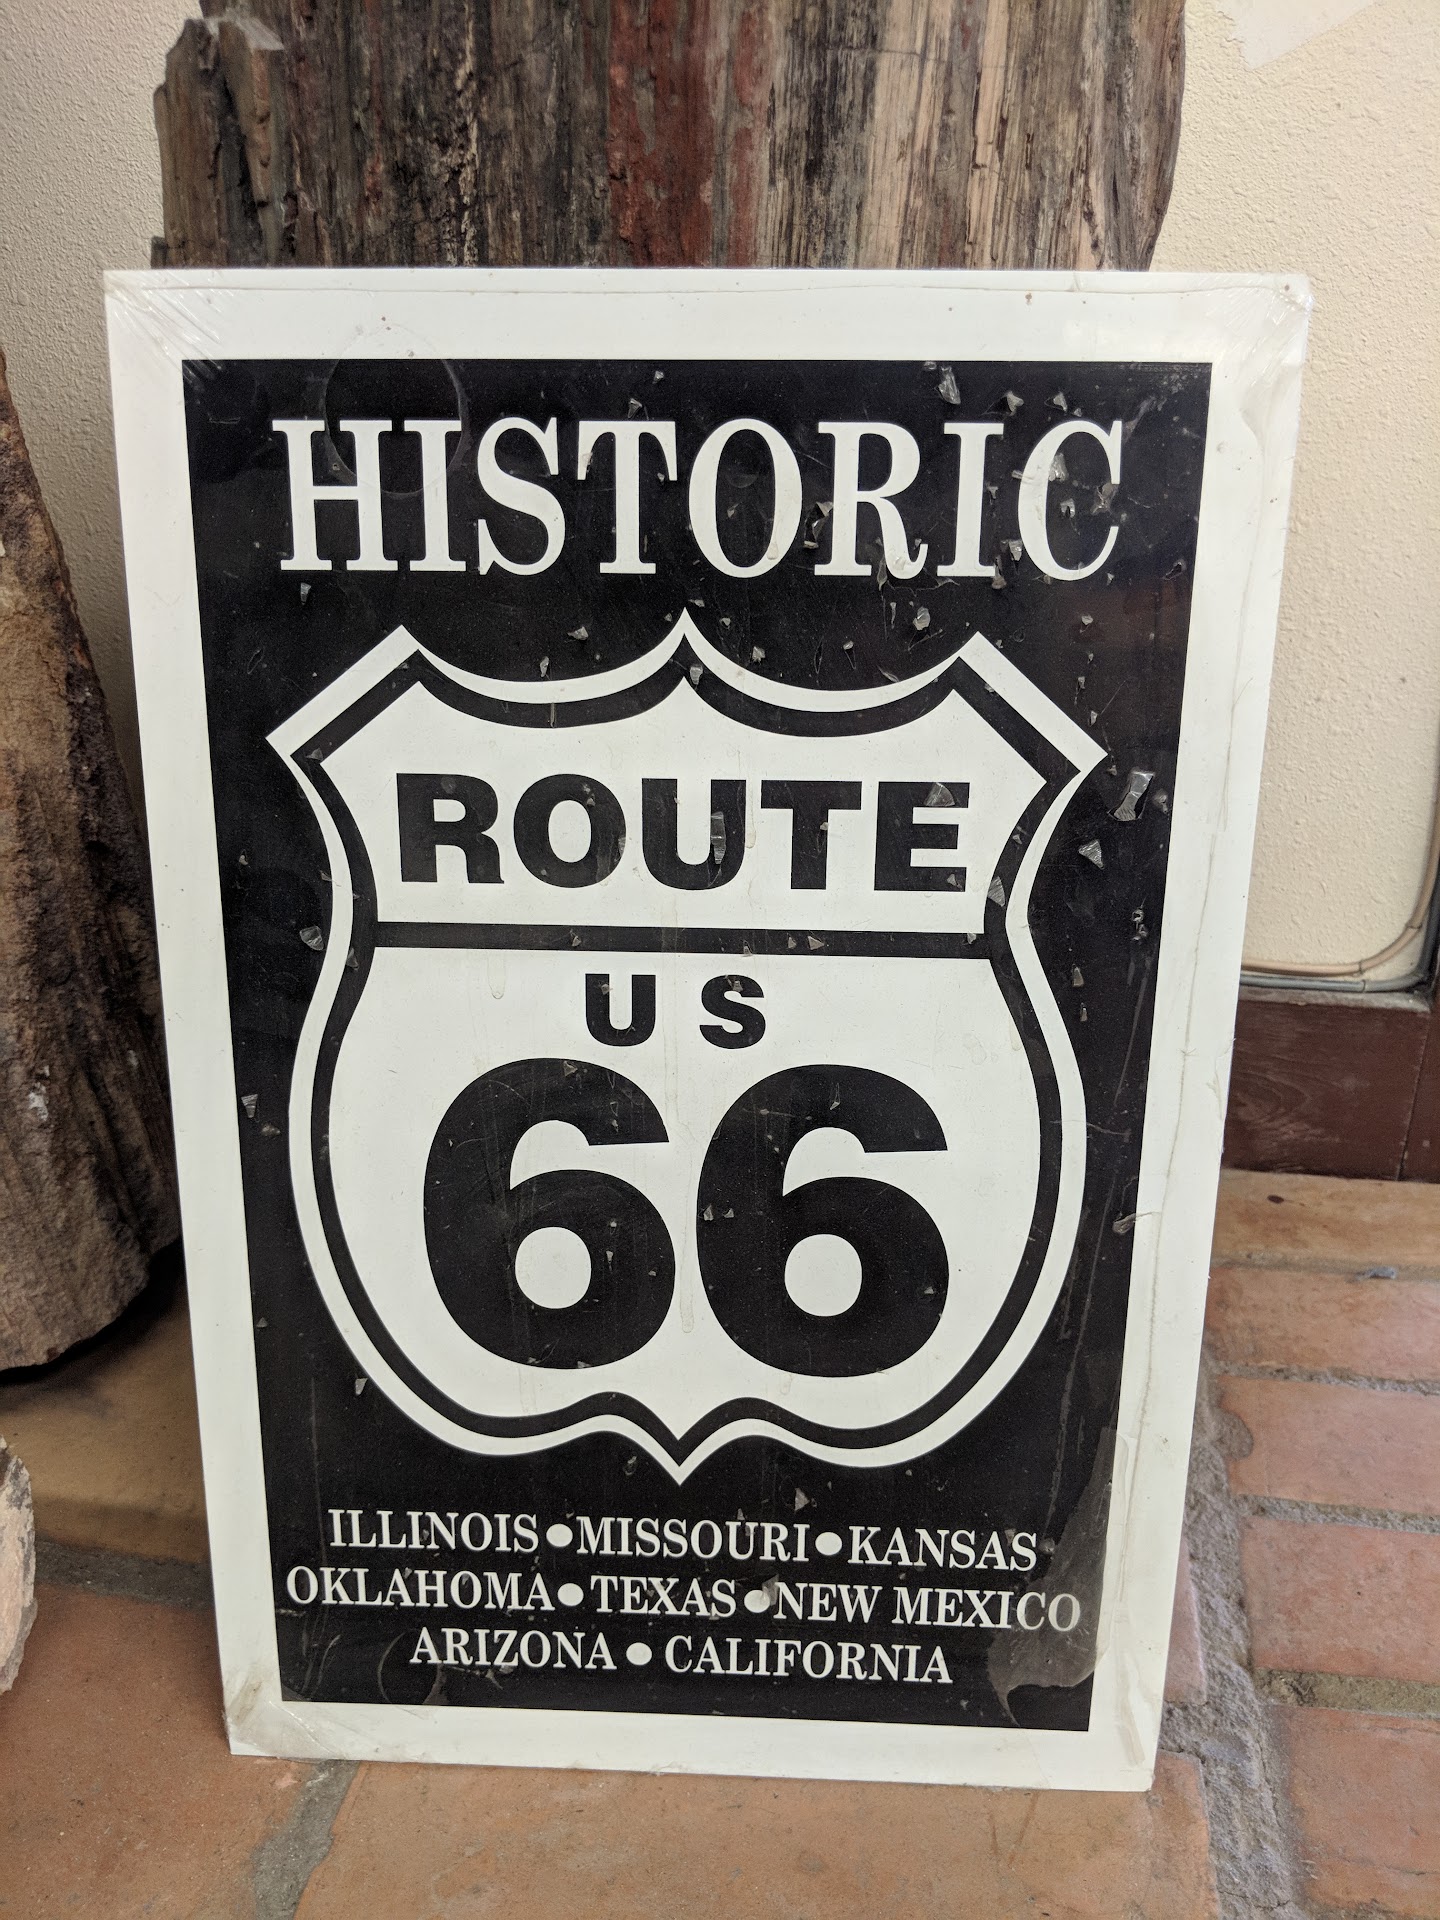 HISTORIC
ROUTE
US
66
ILLINOIS●MISSOURI●KANSAS
OKLAHOMA●TEXAS●NEW MEXICO
ARIZONA●CALIFORNIA